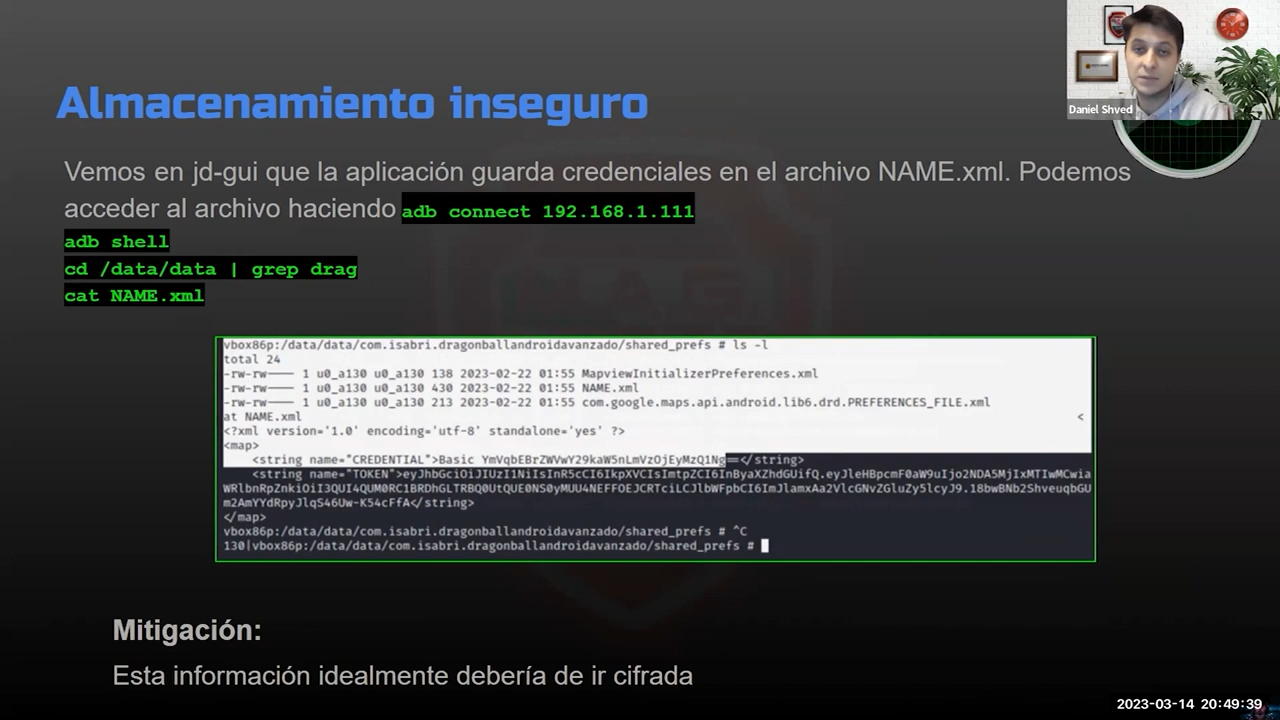 Almacenamiento inseguro
Daniel Shved
Vemos en jd-gui que la aplicación guarda credenciales en el archivo NAME.xml. Podemos
acceder al archivo haciendo adb connect 192.168.1.111
adb shell
cd /data/data | grep drag
cat NAME.xml
vbox86p:/data/data/com.isabri.dragonballandroidavanzado/shared_prefs # ls -l
total 24
-rw-rw---- 1 u0_a130 u0_a130 138 2023-02-22 01:55 MapviewInitializerPreferences.xml
-rw-rw---- 1 u0_a130 u0_a130 430 2023-02-22 01:55 NAME.xml
-rw-rw---- 1 u0_a130 u0_a130 213 2023-02-22 01:55 com.google.maps.api.android.lib6.drd.PREFERENCES_FILE.xml
at NAME.xml <
<?xml version='1.0' encoding='utf-8' standalone='yes' ?>
<map>
<string name="CREDENTIAL">Basic YmVqbEBrZWVwY29kaW5nLmVzOjEyMzQ1Ng==</string>
<string name="TOKEN">
</string>
</map>
vbox86p:/data/data/com.isabri.dragonballandroidavanzado/shared_prefs # ^C
130|vbox86p:/data/data/com.isabri.dragonballandroidavanzado/shared_prefs #
Mitigación:
Esta información idealmente debería de ir cifrada
2023-03-14 20:49:39